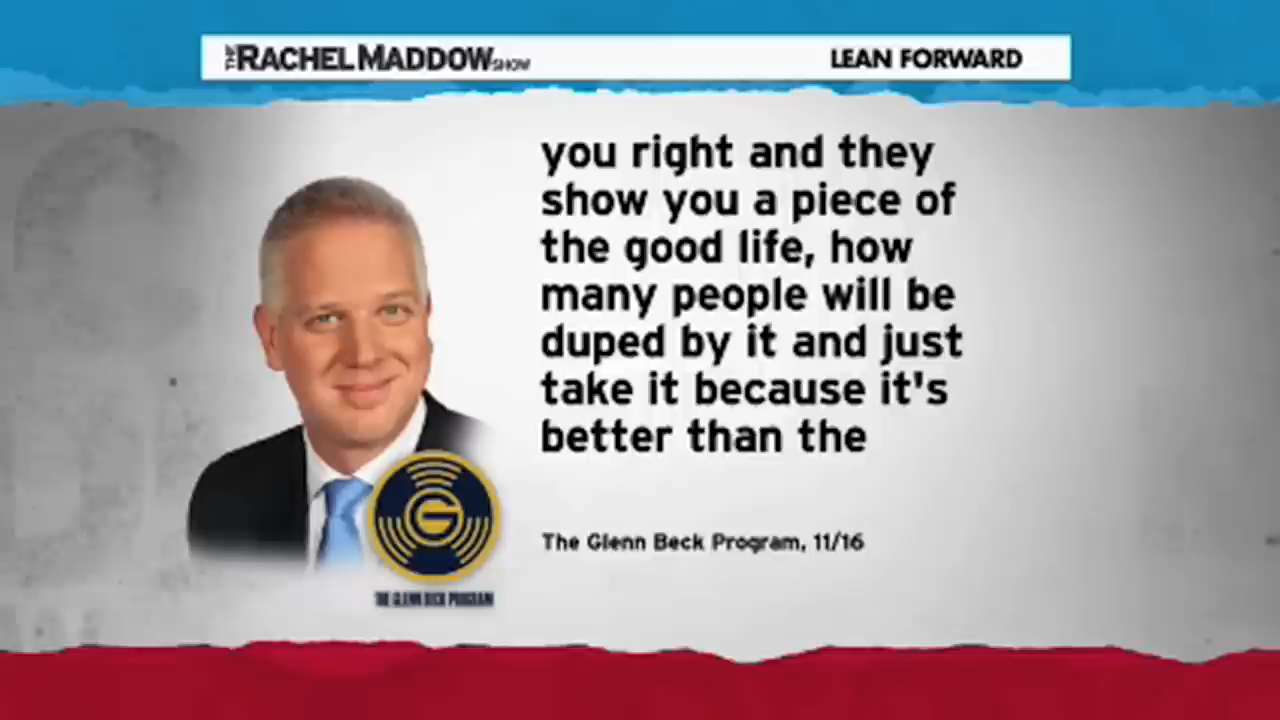 THE RACHEL MADDOW SHOW
LEAN FORWARD
you right and they
show you a piece of
the good life, how
many people will be
duped by it and just
take it because it's
better than the
The Glenn Beck Program, 11/16
G
THE GLENN BECK PROGRAM